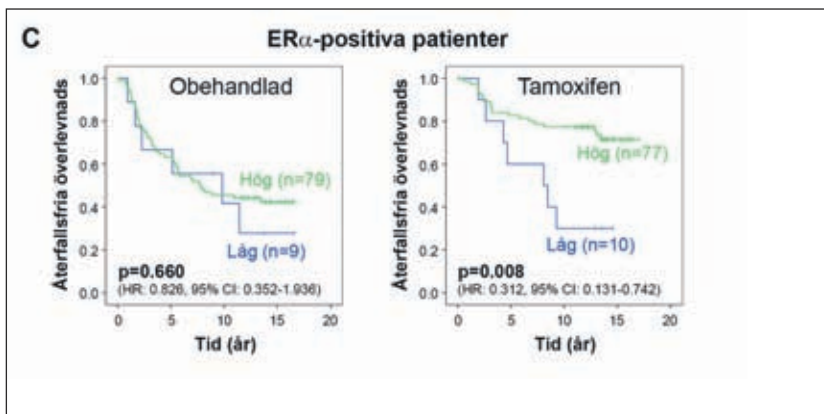 C
ERα-positiva patienter
Återfallsfria överlevnads
1.0
0.8
0.6
0.4
0.2
0.0
Obehandlad
Hög (n=79)
Låg (n=9)
p=0.660
(HR: 0.826, 95% CI: 0.352-1.936)
0 5 10 15 20
Tid (år)
Återfallsfria överlevnads
1.0
0.8
0.6
0.4
0.2
0.0
Tamoxifen
Hög (n=77)
Låg (n=10)
p=0.008
(HR: 0.312, 95% CI: 0.131-0.742)
0 5 10 15 20
Tid (år)